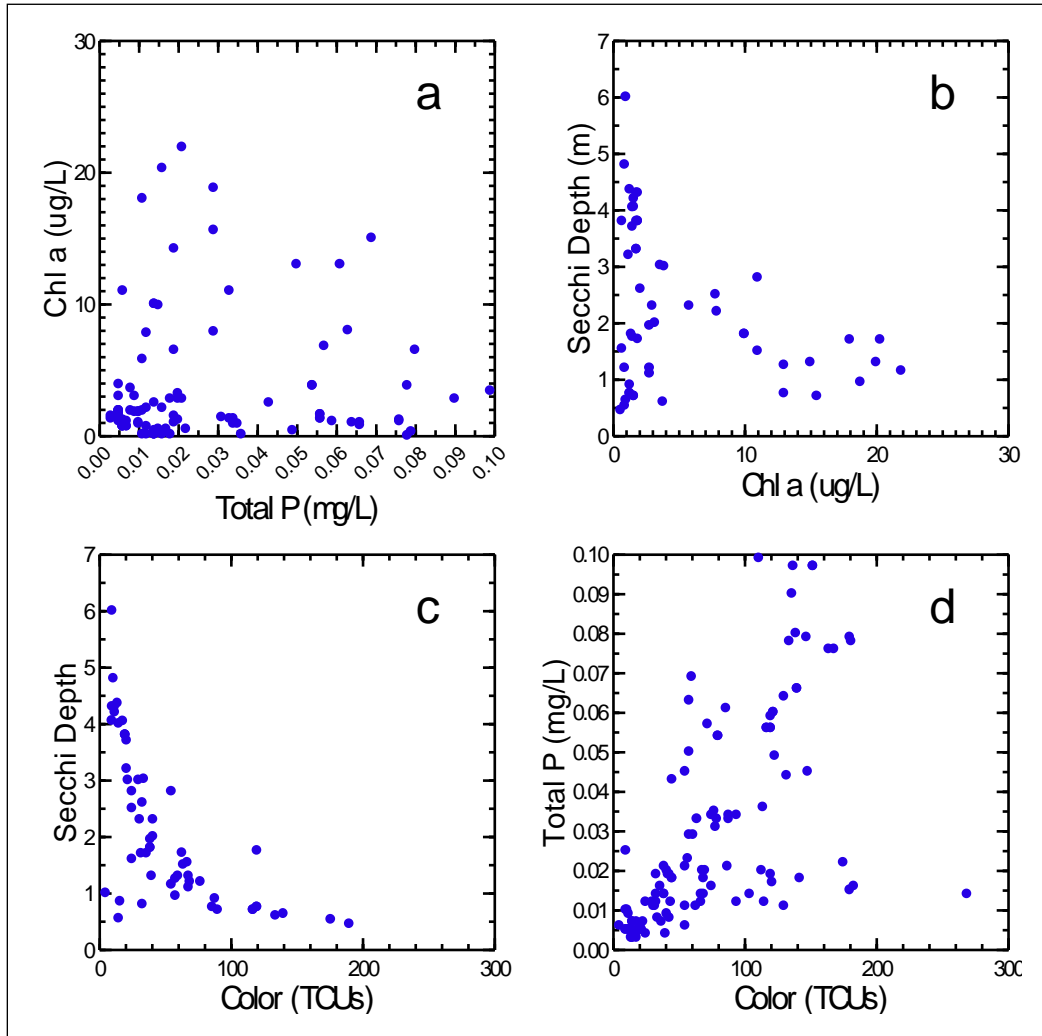 30
20
10
0
Chl a (ug/L)
a
0.00 0.01 0.02 0.03 0.04 0.05 0.06 0.07 0.08 0.09 0.10
Total P (mg/L)
7
6
5
4
3
2
1
0
Secchi Depth (m)
b
0 10 20 30
Chl a (ug/L)
7
6
5
4
3
2
1
0
Secchi Depth
c
0 100 200 300
Color (TCUs)
0.10
0.09
0.08
0.07
0.06
0.05
0.04
0.03
0.02
0.01
0.00
Total P (mg/L)
d
0 100 200 300
Color (TCUs)